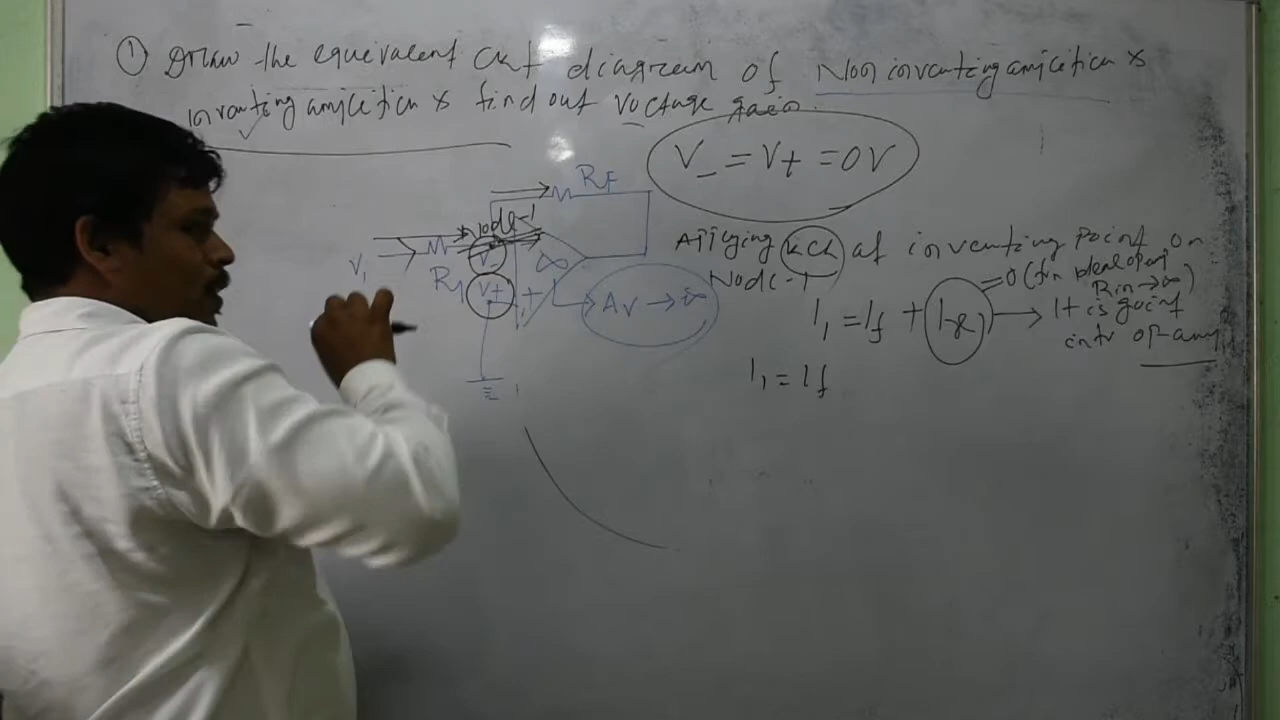 ① Draw the equivalent ckt diagram of Non inverting amplifier &
inverting amplifier & find out voltage gain.
V_ = V+ = 0V
RF
Node-1
V1
R1
V-
V+
∞
+
Av → ∞
Applying KCL at inverting point or
Node-1
= 0 (for ideal opamp
Rin → ∞)
I1 = If + → It is going
into op-amp
I1 = If